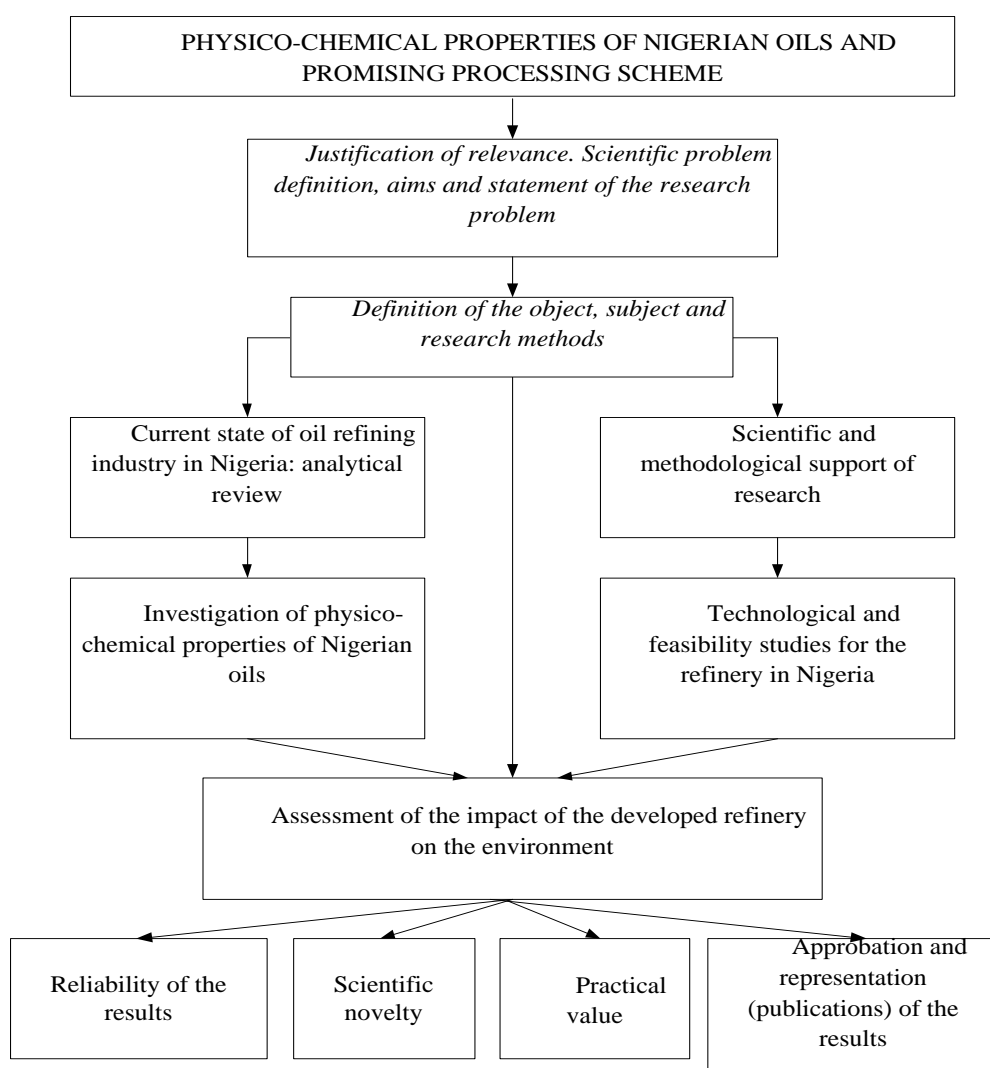 PHYSICO-CHEMICAL PROPERTIES OF NIGERIAN OILS AND
PROMISING PROCESSING SCHEME
Justification of relevance. Scientific problem
definition, aims and statement of the research
problem
Definition of the object, subject and
research methods
Current state of oil refining
industry in Nigeria: analytical
review
Scientific and
methodological support of
research
Investigation of physico-
chemical properties of Nigerian
oils
Technological and
feasibility studies for the
refinery in Nigeria
Assessment of the impact of the developed refinery
on the environment
Reliability of the
results
Scientific
novelty
Practical
value
Approbation and
representation
(publications) of the
results